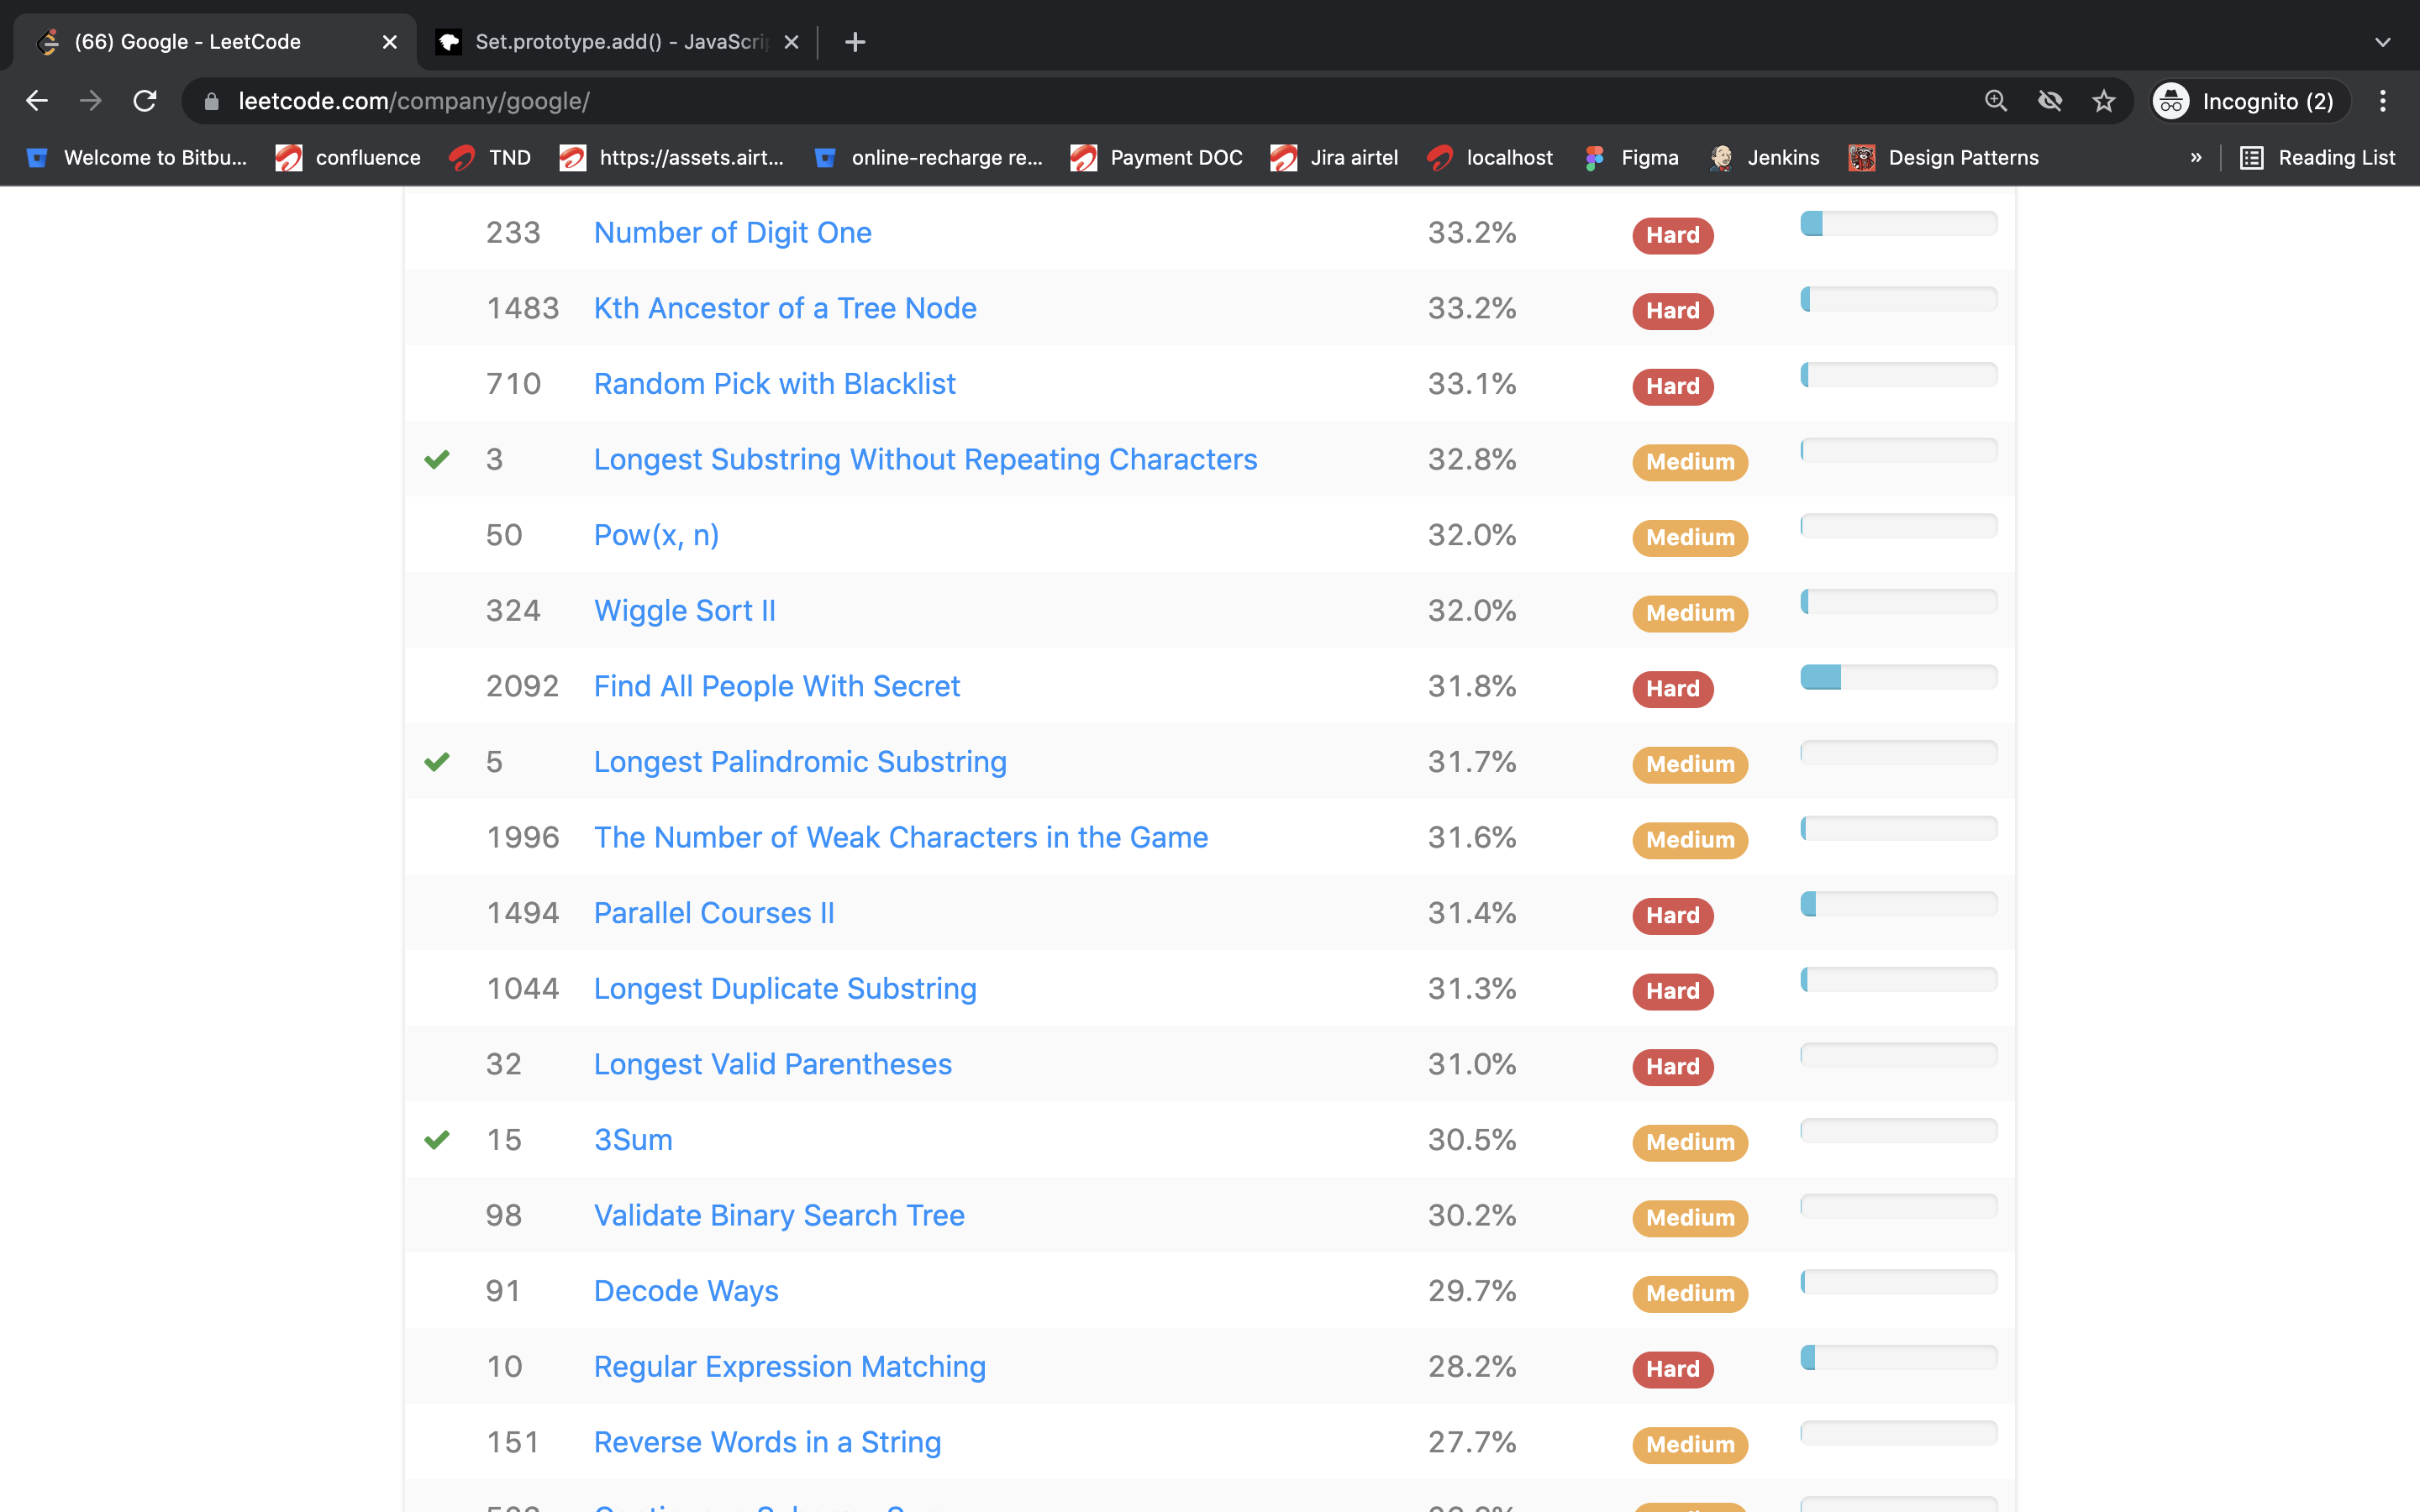 (66) Google - LeetCode
Set.prototype.add() - JavaScrip
leetcode.com/company/google/
Incognito (2)
Welcome to Bitbu...
confluence
TND
https://assets.airt...
online-recharge re...
Payment DOC
Jira airtel
localhost
Figma
Jenkins
Design Patterns
»
Reading List
233 Number of Digit One 33.2% Hard
1483 Kth Ancestor of a Tree Node 33.2% Hard
710 Random Pick with Blacklist 33.1% Hard
3 Longest Substring Without Repeating Characters 32.8% Medium
50 Pow(x, n) 32.0% Medium
324 Wiggle Sort II 32.0% Medium
2092 Find All People With Secret 31.8% Hard
5 Longest Palindromic Substring 31.7% Medium
1996 The Number of Weak Characters in the Game 31.6% Medium
1494 Parallel Courses II 31.4% Hard
1044 Longest Duplicate Substring 31.3% Hard
32 Longest Valid Parentheses 31.0% Hard
15 3Sum 30.5% Medium
98 Validate Binary Search Tree 30.2% Medium
91 Decode Ways 29.7% Medium
10 Regular Expression Matching 28.2% Hard
151 Reverse Words in a String 27.7% Medium